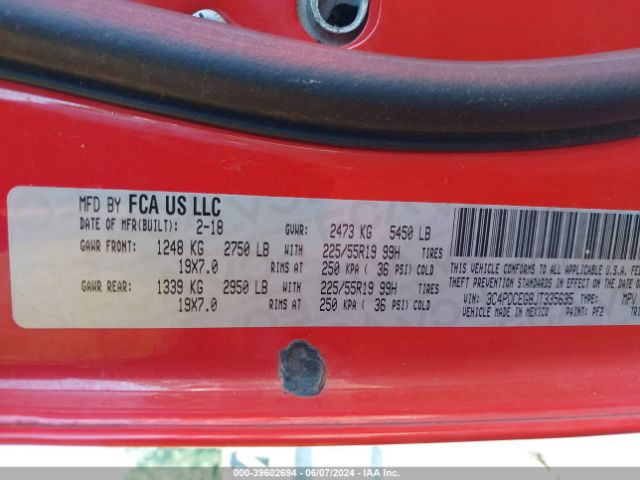 MFD BY FCA US LLC
DATE OF MFR(BUILT): 2-18 GVWR: 2473 KG 5450 LB
GAWR FRONT: 1248 KG 2750 LB WITH 225/55R19 99H TIRES
19X7.0 RIMS AT 250 KPA ( 36 PSI) COLD
GAWR REAR: 1339 KG 2950 LB WITH 225/55R19 99H TIRES
19X7.0 RIMS AT 250 KPA ( 36 PSI) COLD
THIS VEHICLE CONFORMS TO ALL APPLICABLE U.S.A. 
THEFT PREVENTION STANDARDS IN EFFECT ON THE DATE OF
VIN: 3C4PDCEG8JT335635 TYPE: MPV
VEHICLE MADE IN MEXICO PAINT: PF2 TRI
000-39602694 - 06/07/2024 - IAA Inc.